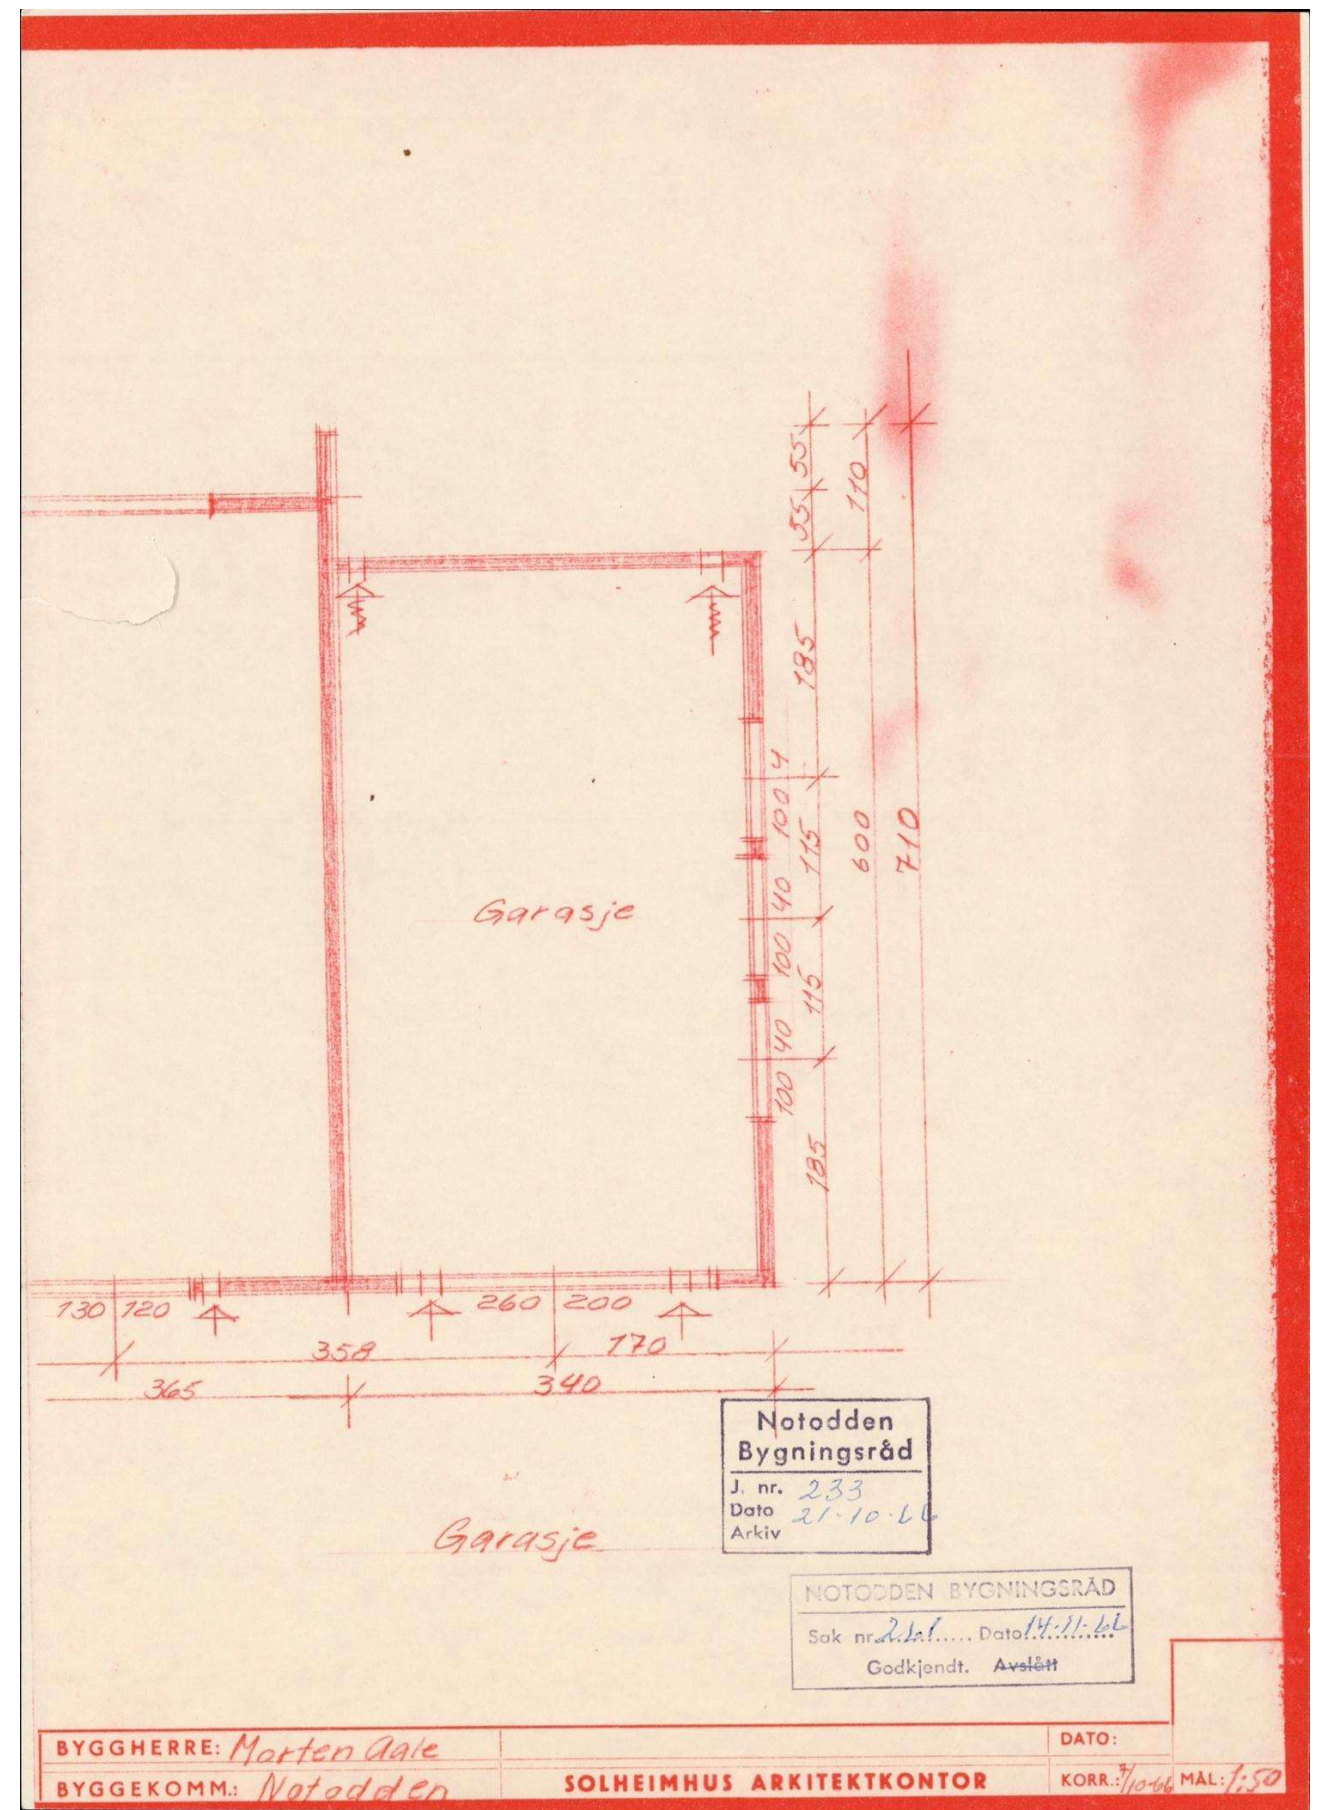 55
55
110
185
4
100
115
600
710
Garasje
40
100
115
40
100
185
130 120 260 200
358 170
365 340
Notodden
Bygningsråd
J. nr. 233
Dato 21-10-66
Arkiv
Garasje
NOTODDEN BYGNINGSRÅD
Sak nr. 261 Dato 14-11-66
Godkjendt. Avslått
BYGGHERRE: Morten Aale
DATO:
BYGGEKOMM.: Notodden
SOLHEIMHUS ARKITEKTKONTOR
KORR.: 7/10-66 MÅL: 1:50